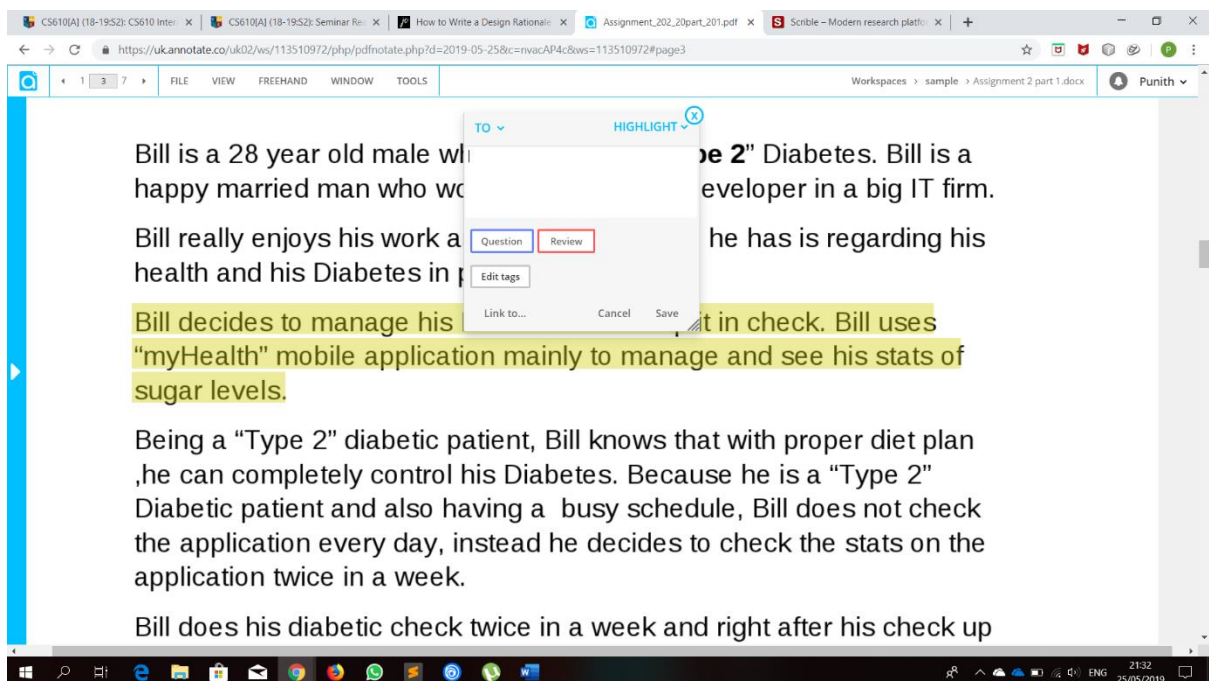 CS610[A] (18-19:S2): CS610 Inter
CS610[A] (18-19:S2): Seminar Re
How to Write a Design Rationale
Assignment_202_20part_201.pdf
Scrible – Modern research platfo
https://uk.annotate.co/uk02/ws/113510972/php/pdfnotate.php?d=2019-05-25&c=nvacAP4c8&ws=113510972#page3
P
1 3 7 FILE VIEW FREEHAND WINDOW TOOLS
Workspaces > sample > Assignment 2 part 1.docx
Punith
TO HIGHLIGHT X
Question Review
Edit tags
Link to... Cancel Save
Bill is a 28 year old male wh pe 2” Diabetes. Bill is a
happy married man who wo eveloper in a big IT firm.
Bill really enjoys his work a he has is regarding his
health and his Diabetes in p
Bill decides to manage his it in check. Bill uses
“myHealth” mobile application mainly to manage and see his stats of
sugar levels.
Being a “Type 2” diabetic patient, Bill knows that with proper diet plan
,he can completely control his Diabetes. Because he is a “Type 2”
Diabetic patient and also having a busy schedule, Bill does not check
the application every day, instead he decides to check the stats on the
application twice in a week.
Bill does his diabetic check twice in a week and right after his check up
ENG
21:32
25/05/2019